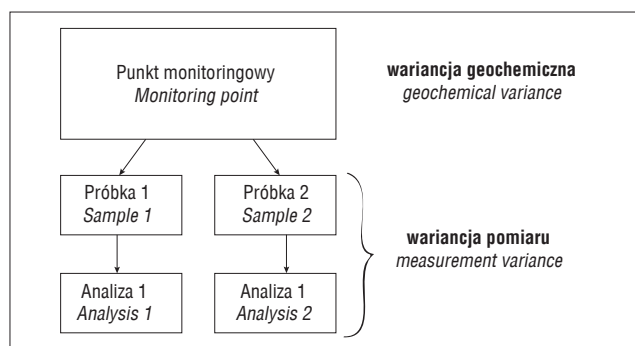 Punkt monitoringowy
Monitoring point
wariancja geochemiczna
geochemical variance
Próbka 1
Sample 1
Próbka 2
Sample 2
wariancja pomiaru
measurement variance
Analiza 1
Analysis 1
Analiza 1
Analysis 2